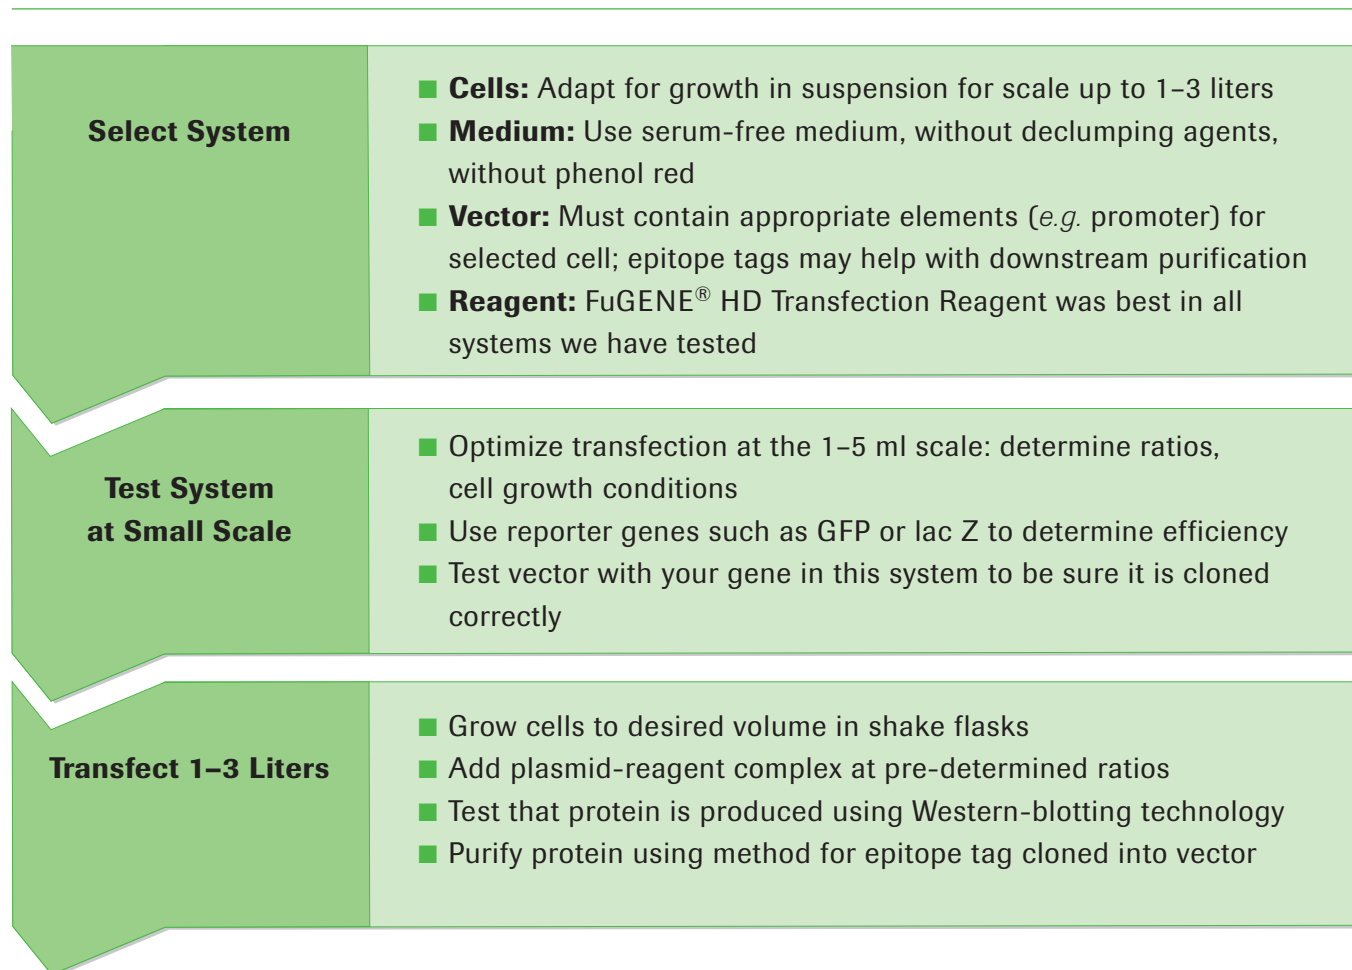 Select System
■ Cells: Adapt for growth in suspension for scale up to 1–3 liters
■ Medium: Use serum-free medium, without declumping agents,
without phenol red
■ Vector: Must contain appropriate elements (e.g. promoter) for
selected cell; epitope tags may help with downstream purification
■ Reagent: FuGENE® HD Transfection Reagent was best in all
systems we have tested
Test System
at Small Scale
■ Optimize transfection at the 1–5 ml scale: determine ratios,
cell growth conditions
■ Use reporter genes such as GFP or lac Z to determine efficiency
■ Test vector with your gene in this system to be sure it is cloned
correctly
Transfect 1–3 Liters
■ Grow cells to desired volume in shake flasks
■ Add plasmid-reagent complex at pre-determined ratios
■ Test that protein is produced using Western-blotting technology
■ Purify protein using method for epitope tag cloned into vector